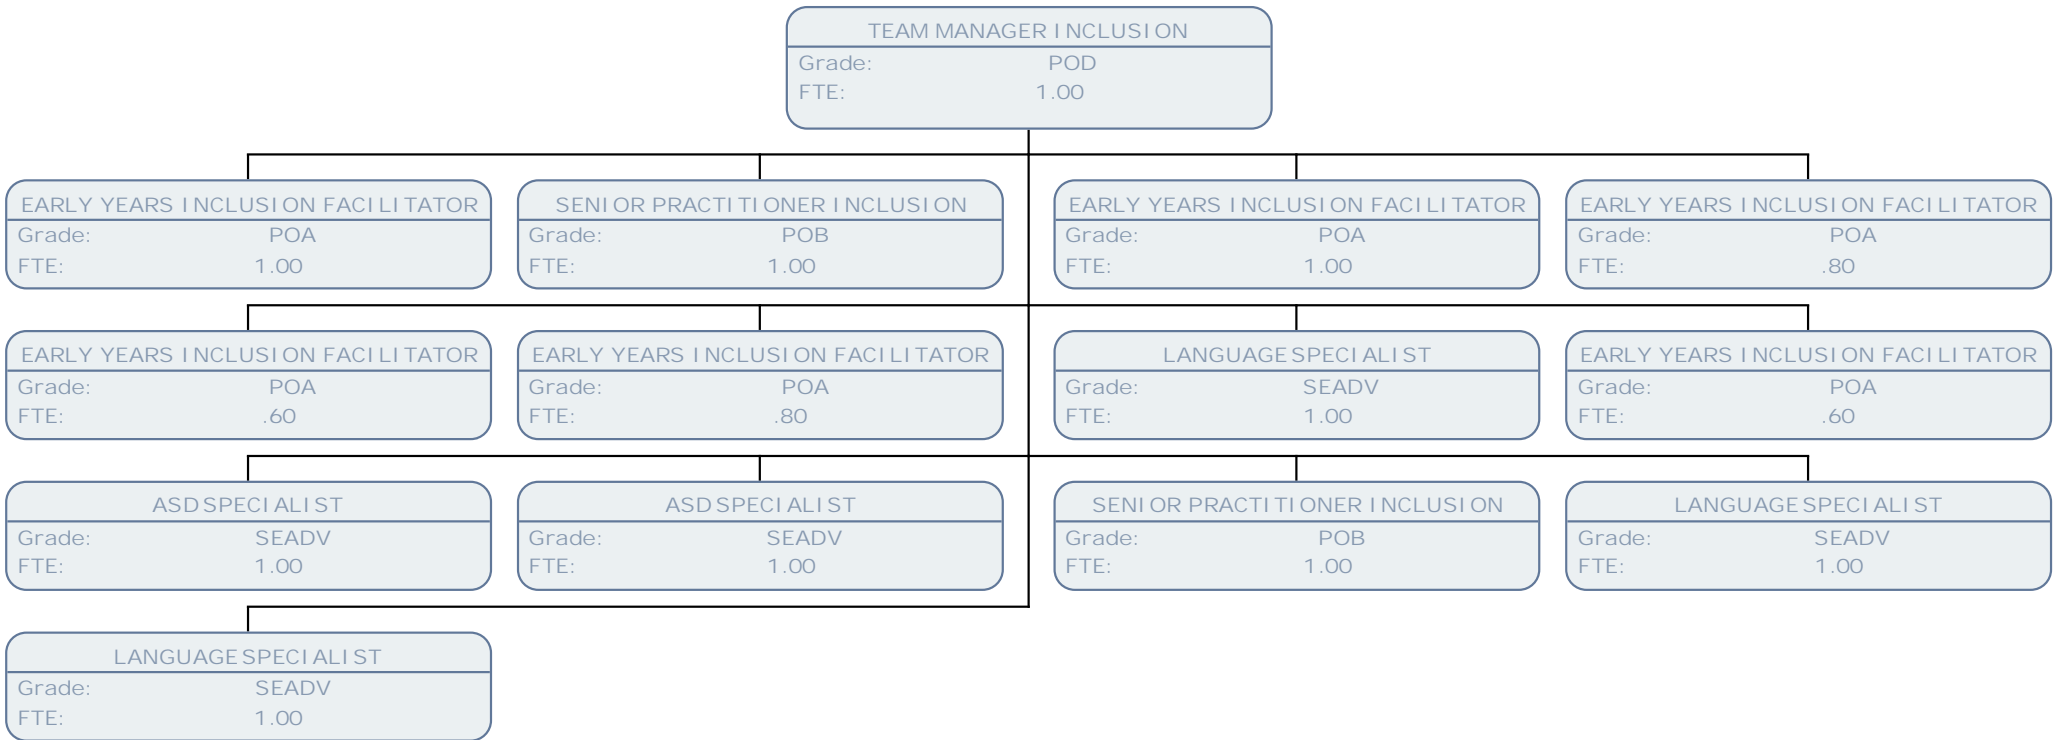 TEAM MANAGER INCLUSION
Grade: POD
FTE: 1.00
EARLY YEARS INCLUSION FACILITATOR
Grade: POA
FTE: 1.00
SENIOR PRACTITIONER INCLUSION
Grade: POB
FTE: 1.00
EARLY YEARS INCLUSION FACILITATOR
Grade: POA
FTE: 1.00
EARLY YEARS INCLUSION FACILITATOR
Grade: POA
FTE: .80
EARLY YEARS INCLUSION FACILITATOR
Grade: POA
FTE: .60
EARLY YEARS INCLUSION FACILITATOR
Grade: POA
FTE: .80
LANGUAGE SPECIALIST
Grade: SEADV
FTE: 1.00
EARLY YEARS INCLUSION FACILITATOR
Grade: POA
FTE: .60
ASD SPECIALIST
Grade: SEADV
FTE: 1.00
ASD SPECIALIST
Grade: SEADV
FTE: 1.00
SENIOR PRACTITIONER INCLUSION
Grade: POB
FTE: 1.00
LANGUAGE SPECIALIST
Grade: SEADV
FTE: 1.00
LANGUAGE SPECIALIST
Grade: SEADV
FTE: 1.00